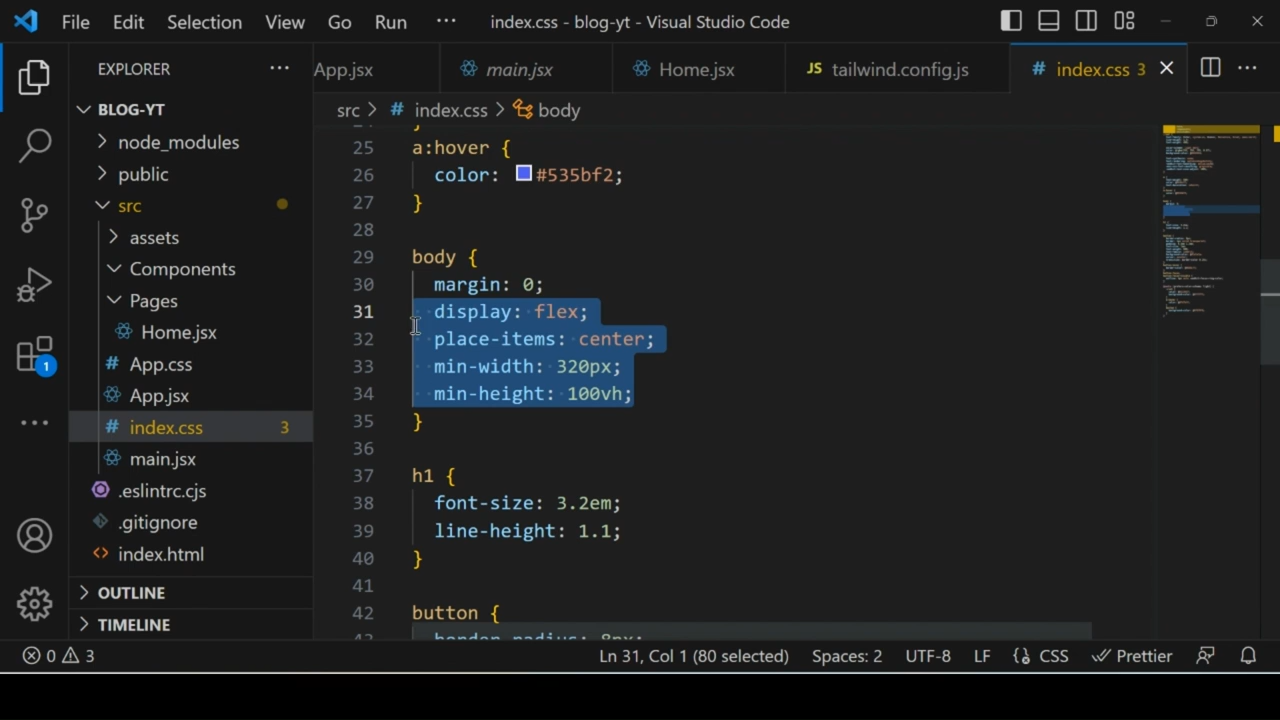 File Edit Selection View Go Run ··· index.css - blog-yt - Visual Studio Code
EXPLORER ···
App.jsx main.jsx Home.jsx JS tailwind.config.js # index.css 3
BLOG-YT
src > # index.css > body
node_modules
public
src
assets
Components
Pages
Home.jsx
# App.css
App.jsx
# index.css 3
main.jsx
.eslintrc.cjs
.gitignore
<> index.html
OUTLINE
TIMELINE
1
25 a:hover {
26 color: #535bf2;
27 }
28
29 body {
30 margin: 0;
31 display: flex;
32 place-items: center;
33 min-width: 320px;
34 min-height: 100vh;
35 }
36
37 h1 {
38 font-size: 3.2em;
39 line-height: 1.1;
40 }
41
42 button {
43 border-radius: 8px;
0 3 Ln 31, Col 1 (80 selected) Spaces: 2 UTF-8 LF {} CSS Prettier